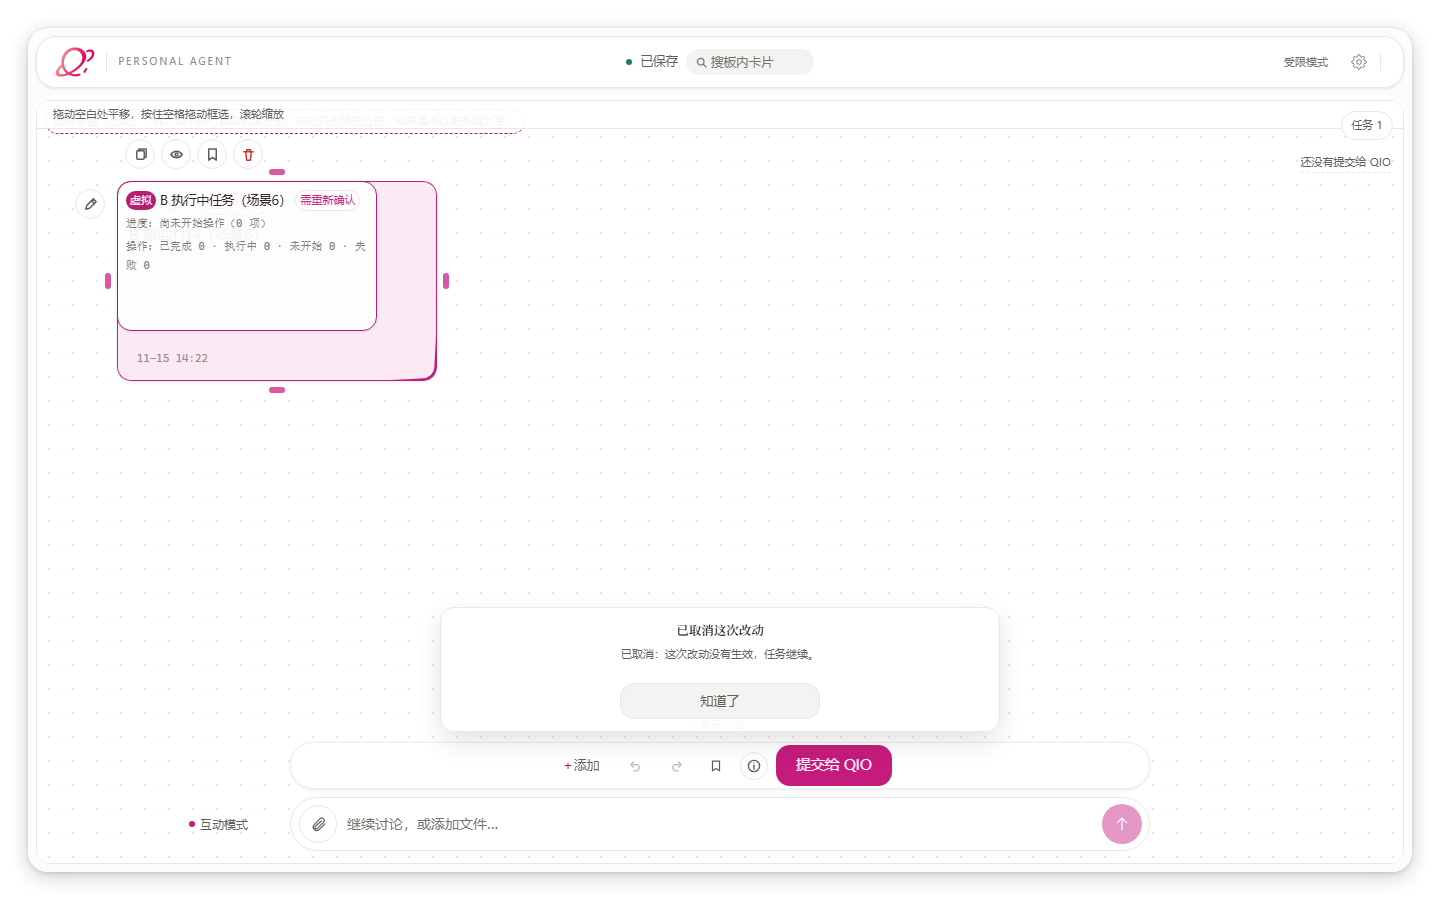 PERSONAL AGENT
已保存
搜板内卡片
受限模式
拖动空白处平移，按住空格拖动框选，滚轮缩放
任务 1
还没有提交给 QIO
虚拟 B 执行中任务（场景6） 需重新确认
进度：尚未开始操作（0 项）
操作：已完成 0 · 执行中 0 · 未开始 0 · 失
败 0
11-15 14:22
已取消这次改动
已取消：这次改动没有生效，任务继续。
知道了
+添加
提交给 QIO
互动模式
继续讨论，或添加文件...